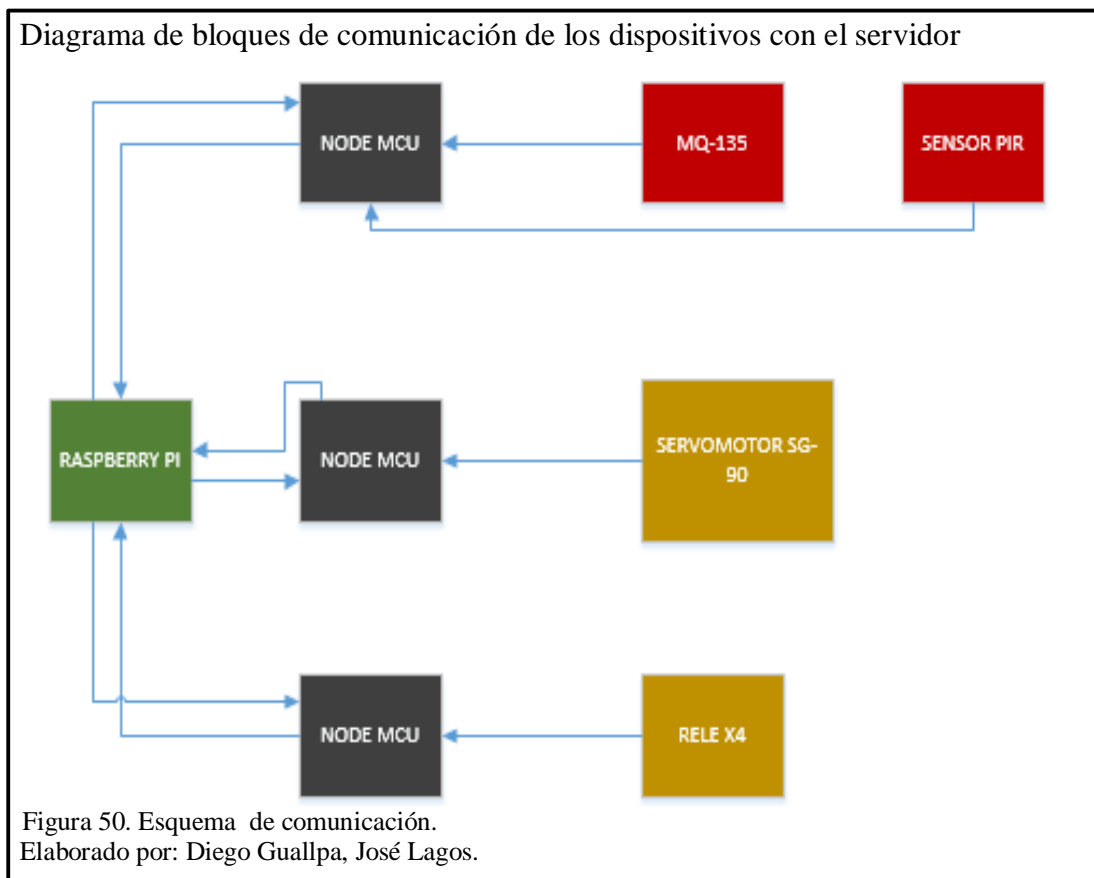 Diagrama de bloques de comunicación de los dispositivos con el servidor
NODE MCU
MQ-135
SENSOR PIR
RASPBERRY PI
NODE MCU
SERVOMOTOR SG-
90
NODE MCU
RELE X4
Figura 50. Esquema de comunicación.
Elaborado por: Diego Guallpa, José Lagos.